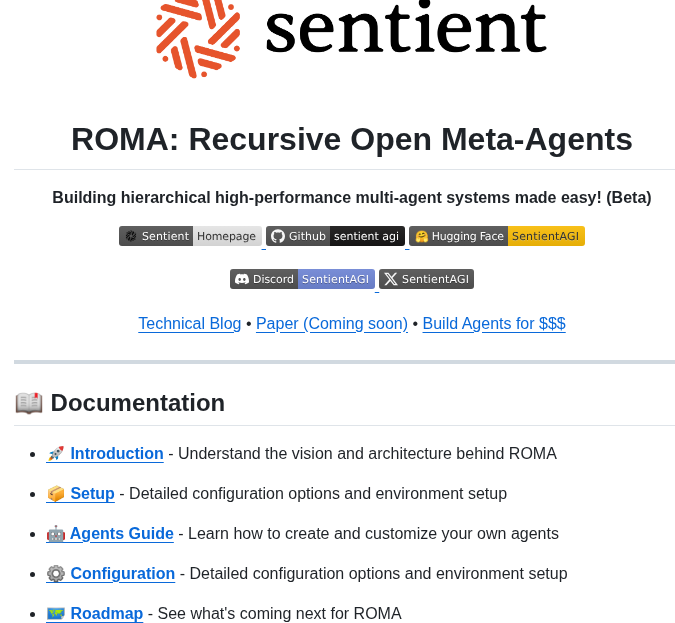 sentient
ROMA: Recursive Open Meta-Agents
Building hierarchical high-performance multi-agent systems made easy! (Beta)
Sentient Homepage Github sentient agi Hugging Face SentientAGI
Discord SentientAGI SentientAGI
Technical Blog • Paper (Coming soon) • Build Agents for $$$
📖 Documentation
• 🚀 Introduction - Understand the vision and architecture behind ROMA
• 📦 Setup - Detailed configuration options and environment setup
• 🤖 Agents Guide - Learn how to create and customize your own agents
• ⚙️ Configuration - Detailed configuration options and environment setup
• 🗺️ Roadmap - See what's coming next for ROMA